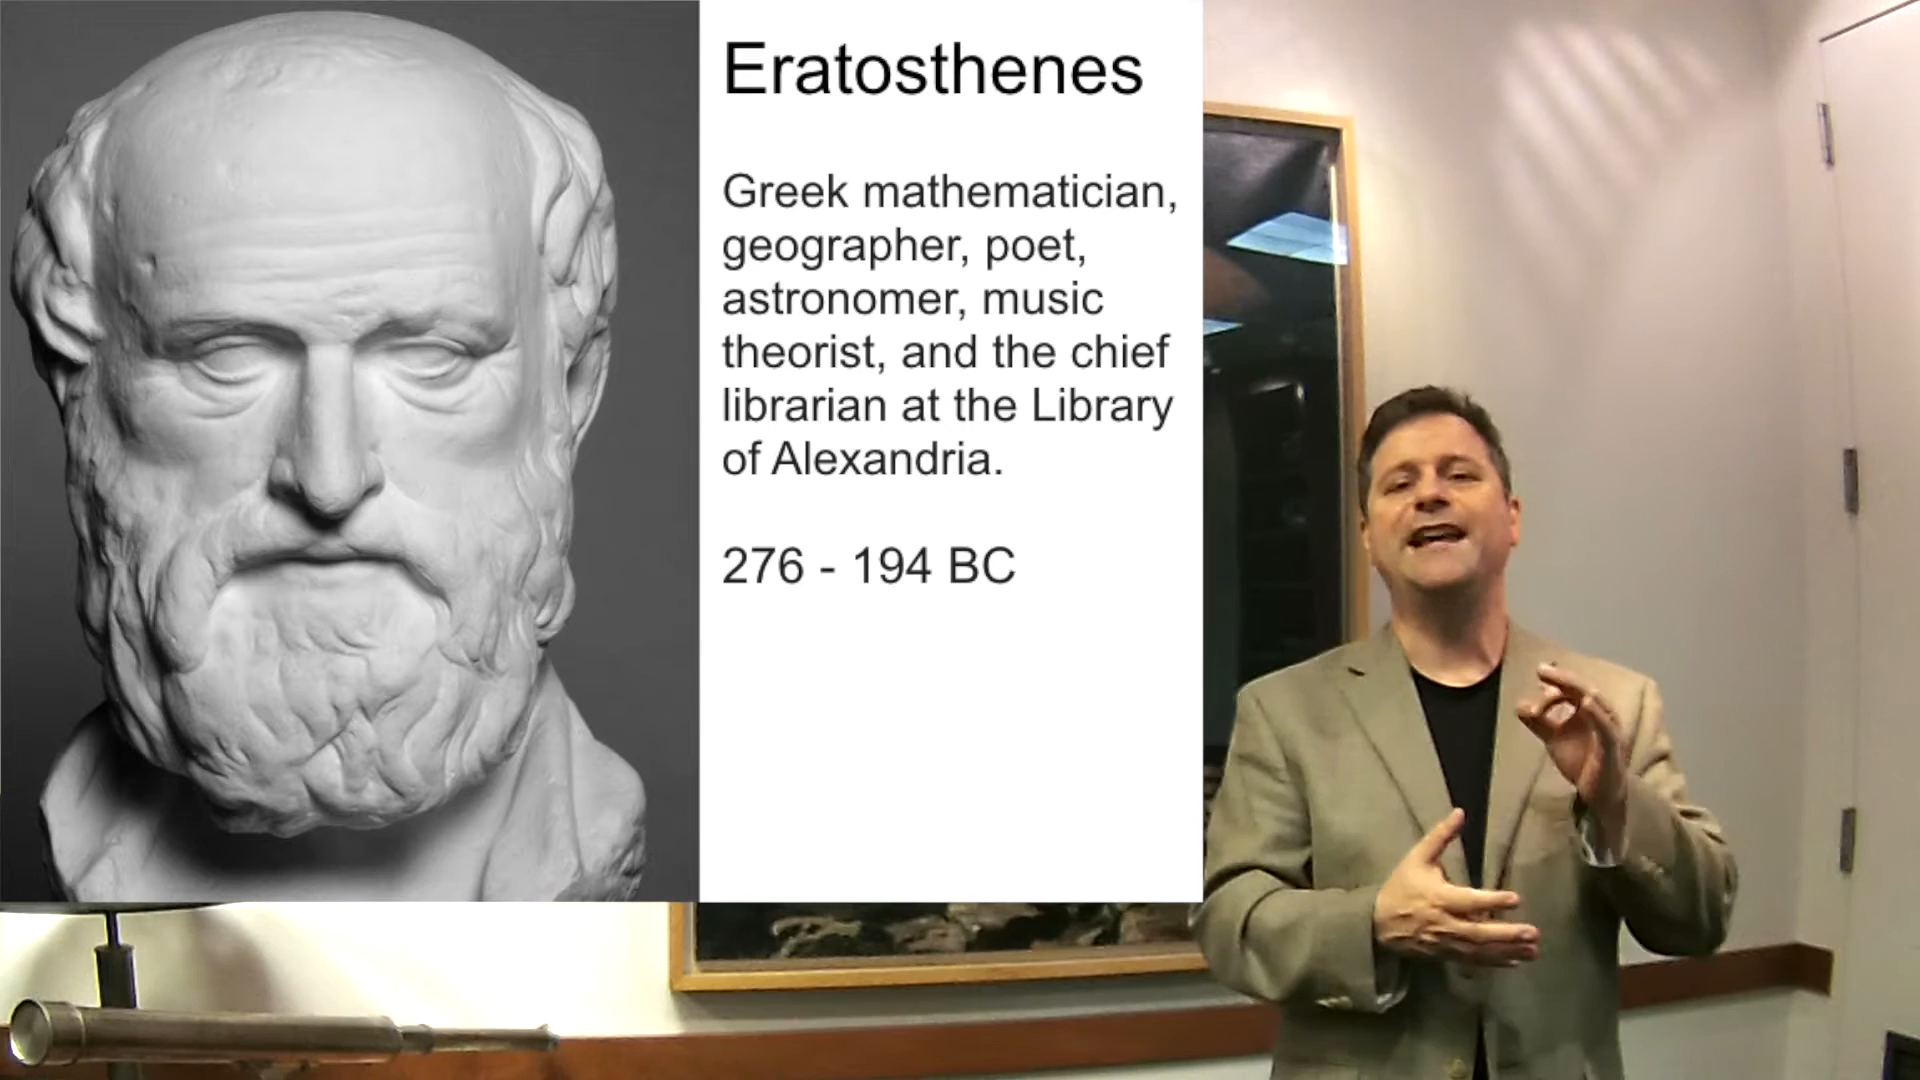 Eratosthenes
Greek mathematician,
geographer, poet,
astronomer, music
theorist, and the chief
librarian at the Library
of Alexandria.
276 - 194 BC